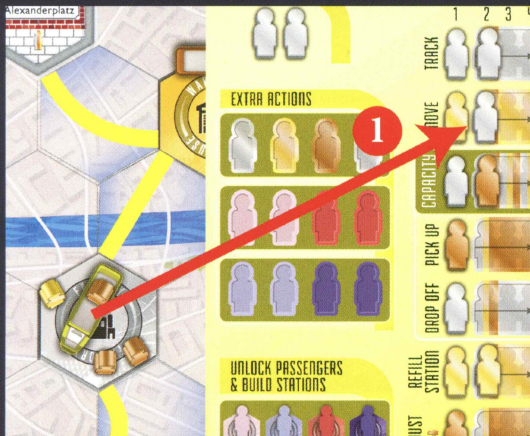 Alexanderplatz
1 2 3
TRACK
EXTRA ACTIONS
1
MOVE
CAPACITY
PICK UP
DROP OFF
UNLOCK PASSENGERS
& BUILD STATIONS
REFILL
STATION